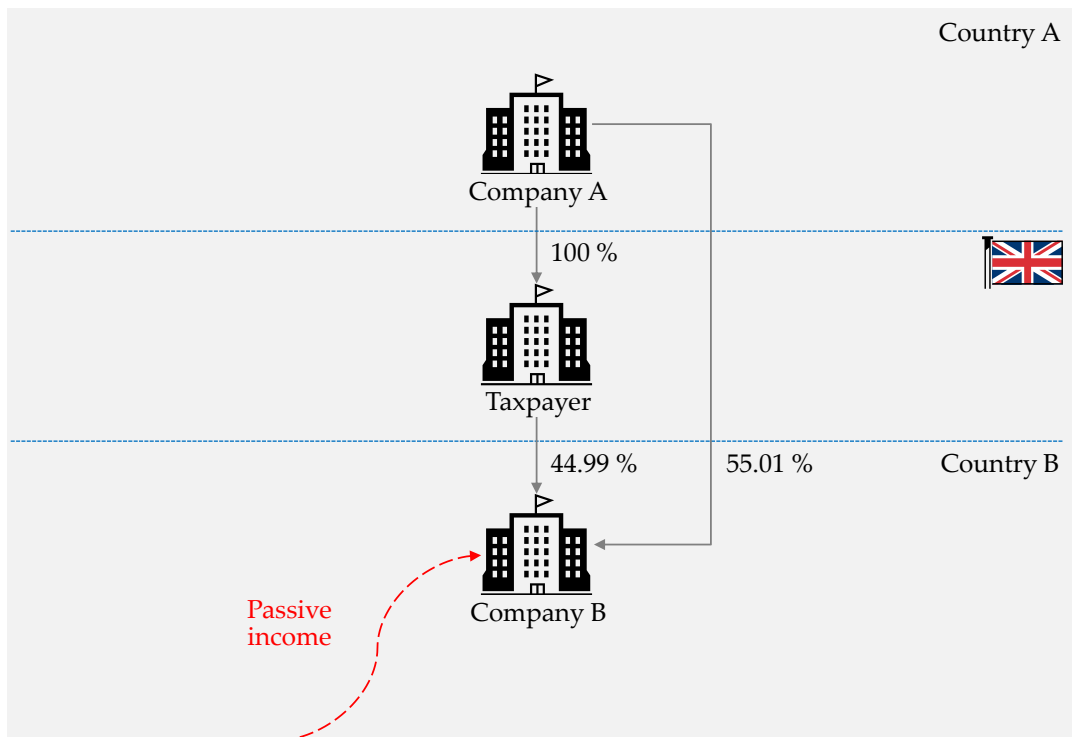 Country A
Company A
100 %
Taxpayer
44.99 %
55.01 %
Country B
Company B
Passive
income